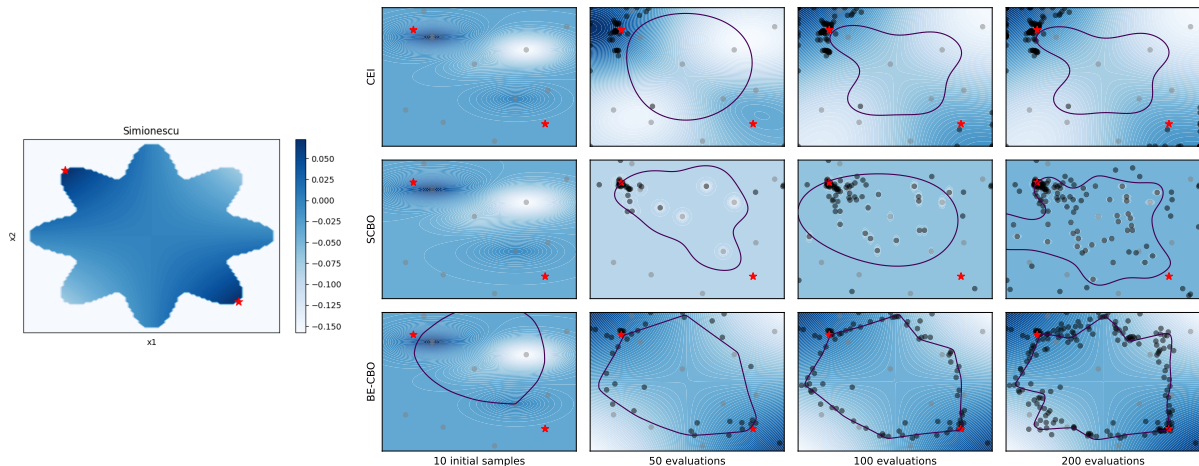 Simionescu
x2
x1
0.050
0.025
0.000
−0.025
−0.050
−0.075
−0.100
−0.125
−0.150
CEI
SCBO
BE-CBO
10 initial samples
50 evaluations
100 evaluations
200 evaluations